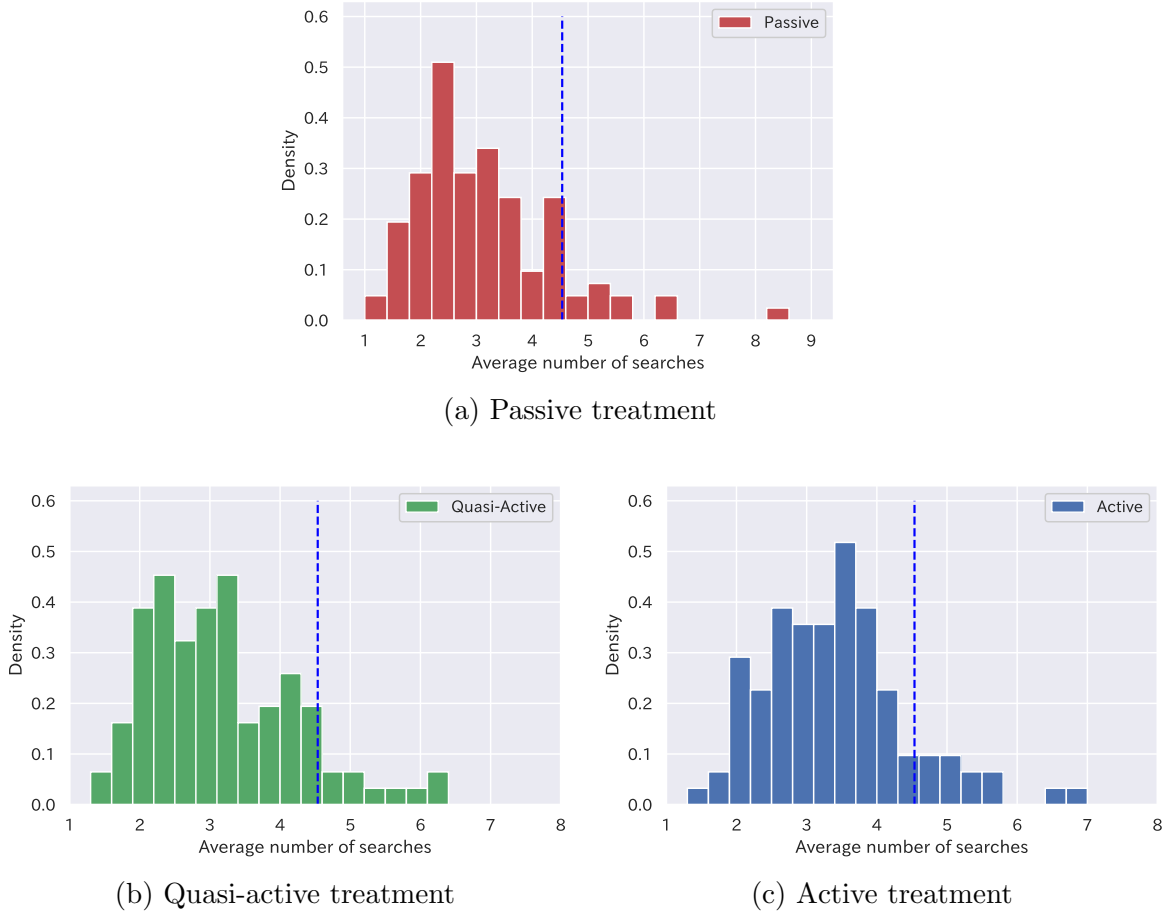 0.6
0.5
0.4
0.3
0.2
0.1
0.0
Density
Passive
1 2 3 4 5 6 7 8 9
Average number of searches
(a) Passive treatment
0.6
0.5
0.4
0.3
0.2
0.1
0.0
Density
Quasi-Active
1 2 3 4 5 6 7 8
Average number of searches
(b) Quasi-active treatment
0.6
0.5
0.4
0.3
0.2
0.1
0.0
Density
Active
1 2 3 4 5 6 7 8
Average number of searches
(c) Active treatment